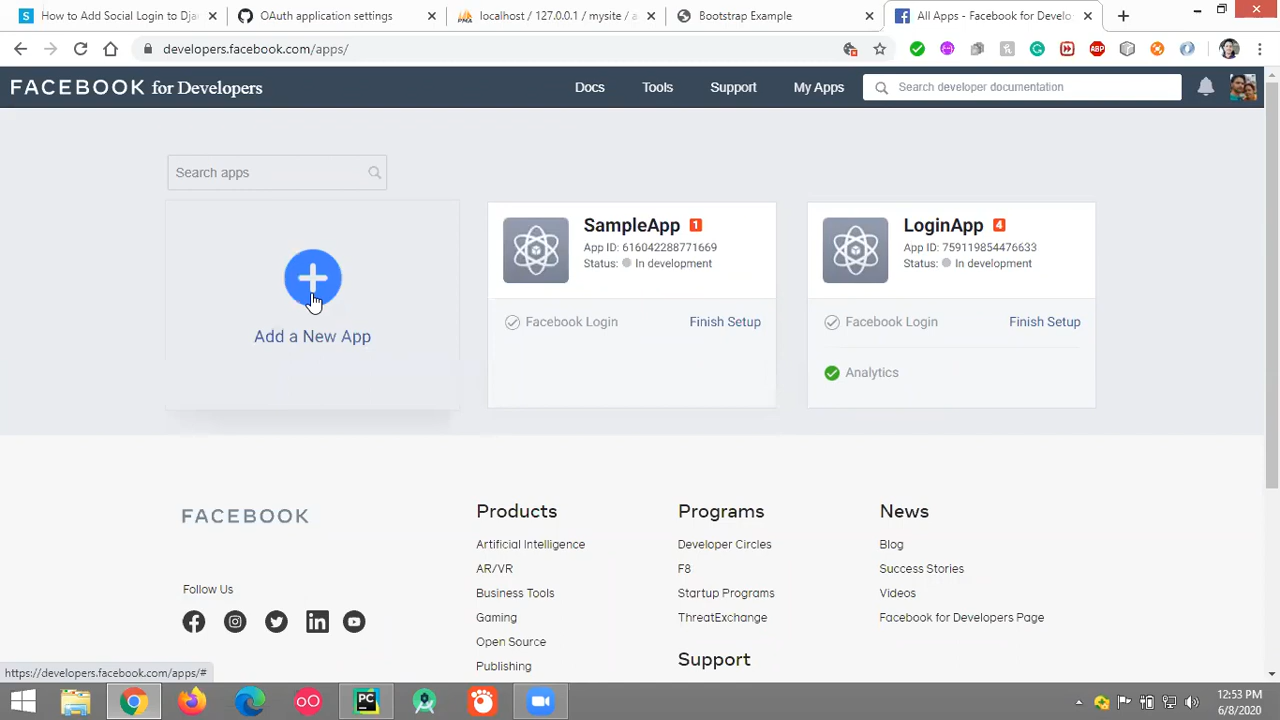 How to Add Social Login to Dj
OAuth application settings
localhost / 127.0.0.1 / mysite / a
Bootstrap Example
All Apps - Facebook for Develo
developers.facebook.com/apps/
ABP
FACEBOOK for Developers
Docs
Tools
Support
My Apps
Search developer documentation
Search apps
Add a New App
SampleApp 1
App ID: 616042288771669
Status: In development
Facebook Login
Finish Setup
LoginApp 4
App ID: 759119854476633
Status: In development
Facebook Login
Finish Setup
Analytics
FACEBOOK
Follow Us
Products
Artificial Intelligence
AR/VR
Business Tools
Gaming
Open Source
Publishing
Programs
Developer Circles
F8
Startup Programs
ThreatExchange
Support
News
Blog
Success Stories
Videos
Facebook for Developers Page
https://developers.facebook.com/apps/#
PC
12:53 PM
6/8/2020